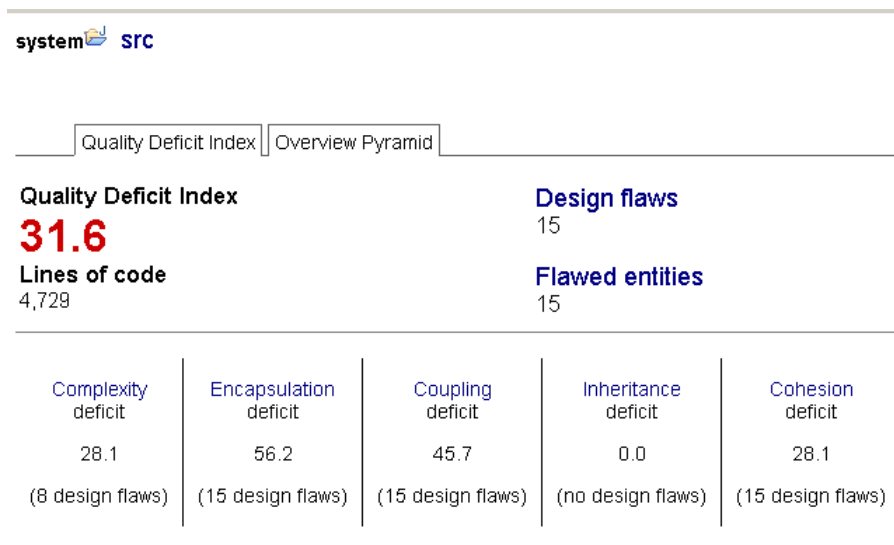 system src
Quality Deficit Index Overview Pyramid
Quality Deficit Index
31.6
Lines of code
4,729
Design flaws
15
Flawed entities
15
Complexity
deficit
28.1
(8 design flaws)
Encapsulation
deficit
56.2
(15 design flaws)
Coupling
deficit
45.7
(15 design flaws)
Inheritance
deficit
0.0
(no design flaws)
Cohesion
deficit
28.1
(15 design flaws)